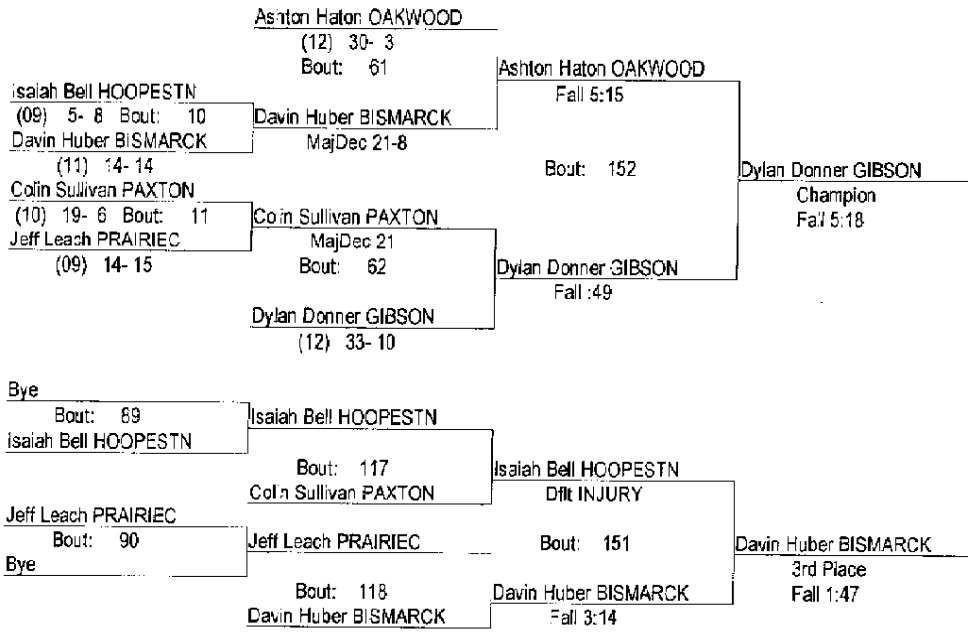 Ashton Haton OAKWOOD
(12) 30- 3
Bout: 61
Ashton Haton OAKWOOD
Fall 5:15
Isaiah Bell HOOPESTN
(09) 5- 8 Bout: 10
Davin Huber BISMARCK
MajDec 21-8
Davin Huber BISMARCK
(11) 14- 14
Bout: 152
Dylan Donner GIBSON
Champion
Fall 5:18
Colin Sullivan PAXTON
(10) 19- 6 Bout: 11
Colin Sullivan PAXTON
MajDec 21
Jeff Leach PRAIRIEC
(09) 14- 15
Bout: 62
Dylan Donner GIBSON
Fall :49
Dylan Donner GIBSON
(12) 33- 10
Bye
Bout: 89
Isaiah Bell HOOPESTN
Isaiah Bell HOOPESTN
Bout: 117
Isaiah Bell HOOPESTN
Dflt INJURY
Colin Sullivan PAXTON
Jeff Leach PRAIRIEC
Bout: 90
Jeff Leach PRAIRIEC
Bout: 151
Davin Huber BISMARCK
3rd Place
Fall 1:47
Bye
Bout: 118
Davin Huber BISMARCK
Fall 3:14
Davin Huber BISMARCK